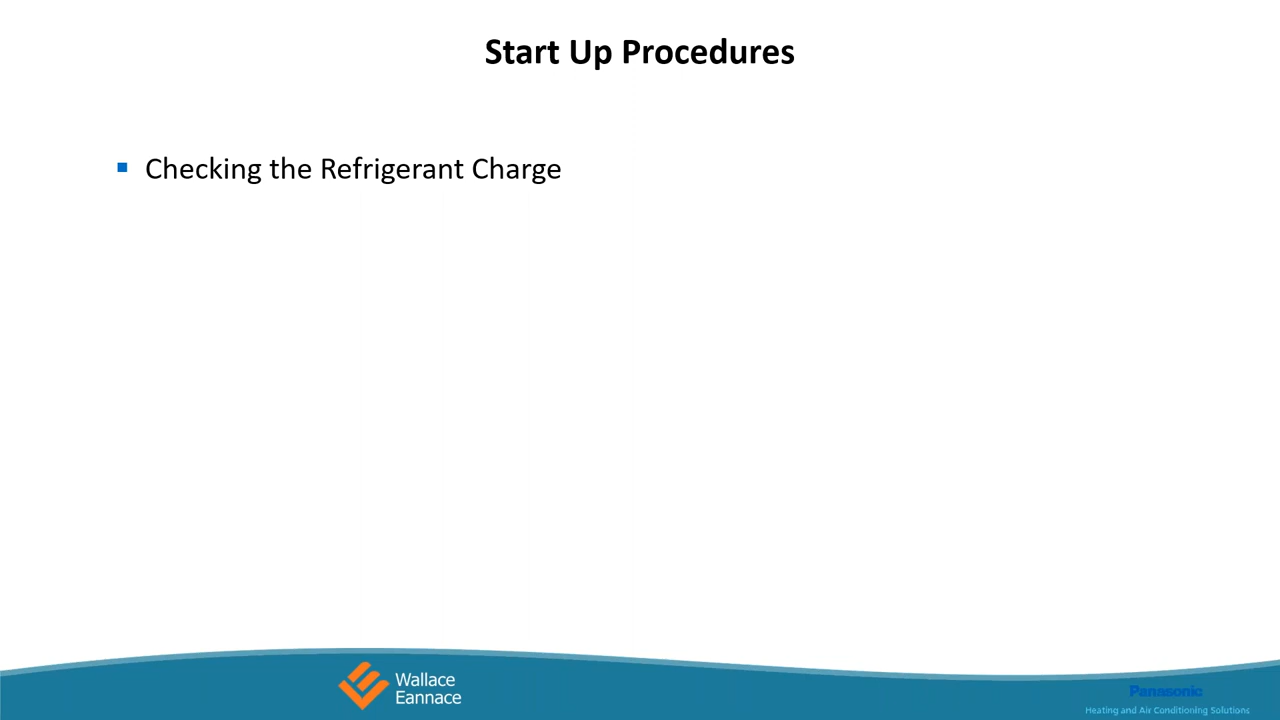 Start Up Procedures
Checking the Refrigerant Charge
Wallace
Eannace
Panasonic
Heating and Air Conditioning Solutions